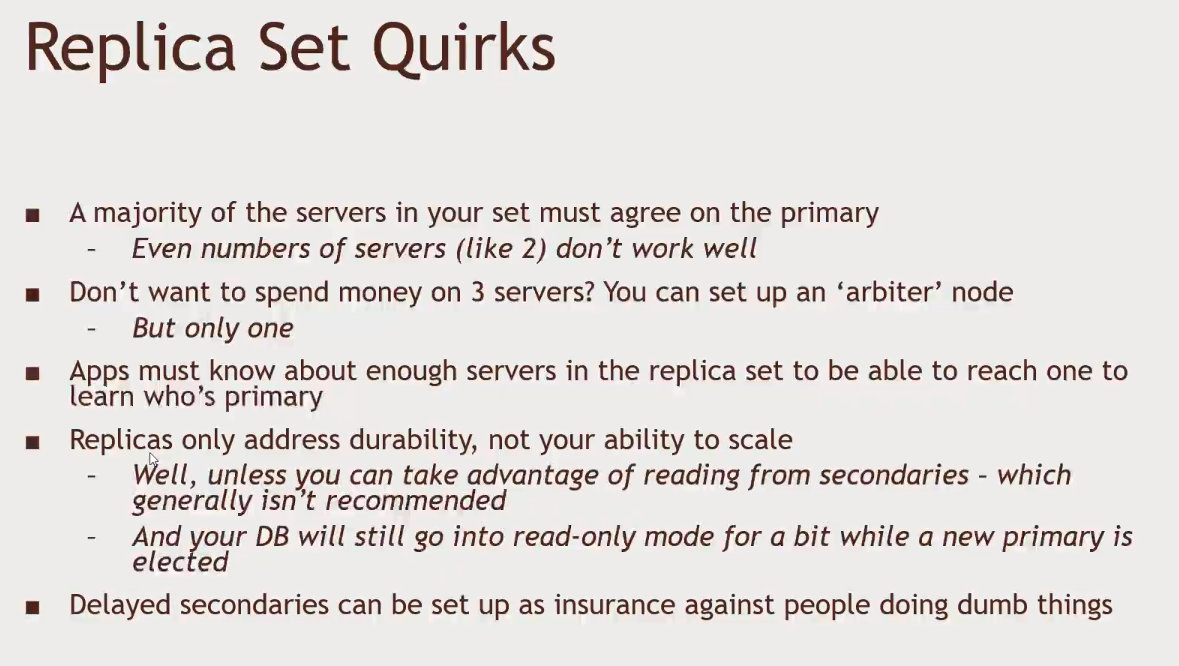 Replica Set Quirks
■ A majority of the servers in your set must agree on the primary
– Even numbers of servers (like 2) don’t work well
■ Don’t want to spend money on 3 servers? You can set up an ‘arbiter’ node
– But only one
■ Apps must know about enough servers in the replica set to be able to reach one to
learn who’s primary
■ Replicas only address durability, not your ability to scale
– Well, unless you can take advantage of reading from secondaries – which
generally isn’t recommended
– And your DB will still go into read-only mode for a bit while a new primary is
elected
■ Delayed secondaries can be set up as insurance against people doing dumb things